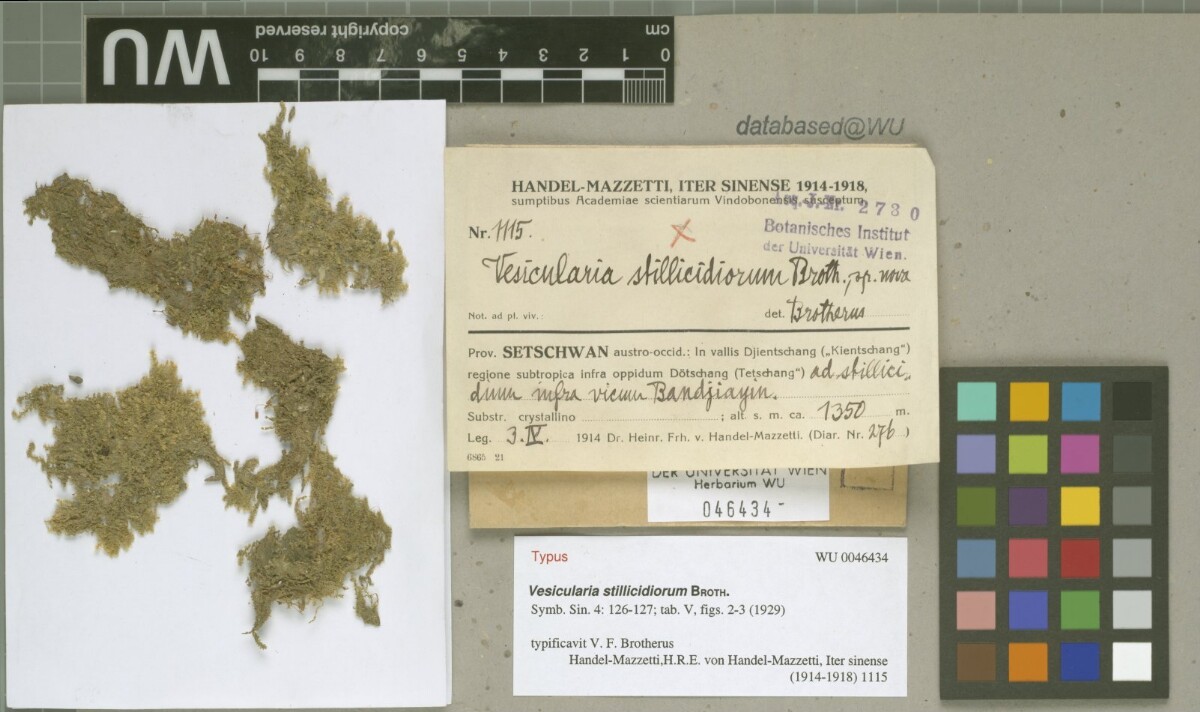 WU
copyright reserved
cm
10 9 8 7 6 5 4 3 2 1 0
databased@WU
HANDEL-MAZZETTI, ITER SINENSE 1914-1918,
sumptibus Academiae scientiarum Vindobonensis susceptum.
2730
Botanisches Institut
der Universität Wien.
Nr. 1115.
Vesicularia stillicidiorum Broth., sp. nova
Not. ad pl. viv.:
det. Brotherus
Prov. SETSCHWAN austro-occid.: In vallis Djientschang („Kientschang")
regione subtropica infra oppidum Dötschang (Tetschang") ad stillici-
dium infra vicum Bandjiayin.
Substr. crystallino ; alt. s. m. ca. 1350 m.
Leg. 3.IV. 1914 Dr. Heinr. Frh. v. Handel-Mazzetti. (Diar. Nr. 276 )
6865 21
DER UNIVERSITÄT WIEN
Herbarium WU
046434-
Typus WU 0046434
Vesicularia stillicidiorum BROTH.
Symb. Sin. 4: 126-127; tab. V, figs. 2-3 (1929)
typificavit V. F. Brotherus
Handel-Mazzetti,H.R.E. von Handel-Mazzetti, Iter sinense
(1914-1918) 1115